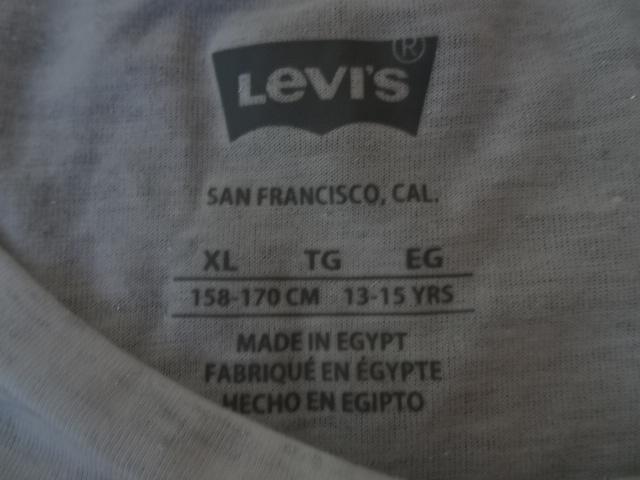 LEVI'S ®
SAN FRANCISCO, CAL.
XL TG EG
158-170 CM 13-15 YRS
MADE IN EGYPT
FABRIQUÉ EN ÉGYPTE
HECHO EN EGIPTO